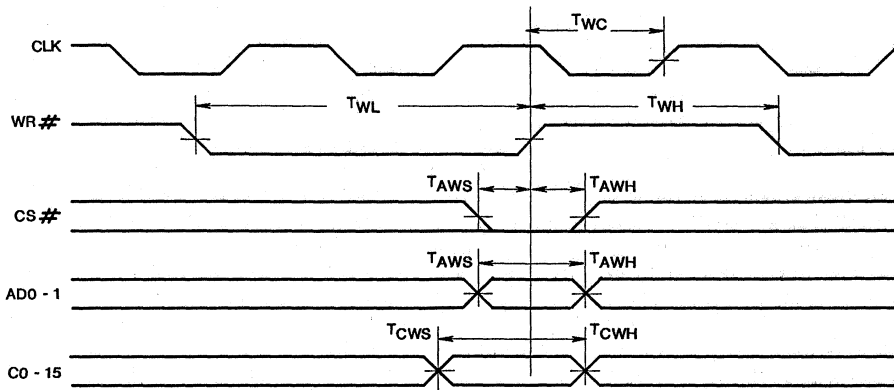 TWC
CLK
TWL
TWH
WR#
TAWS
TAWH
CS#
TAWS
TAWH
AD0 - 1
TCWS
TCWH
C0 - 15